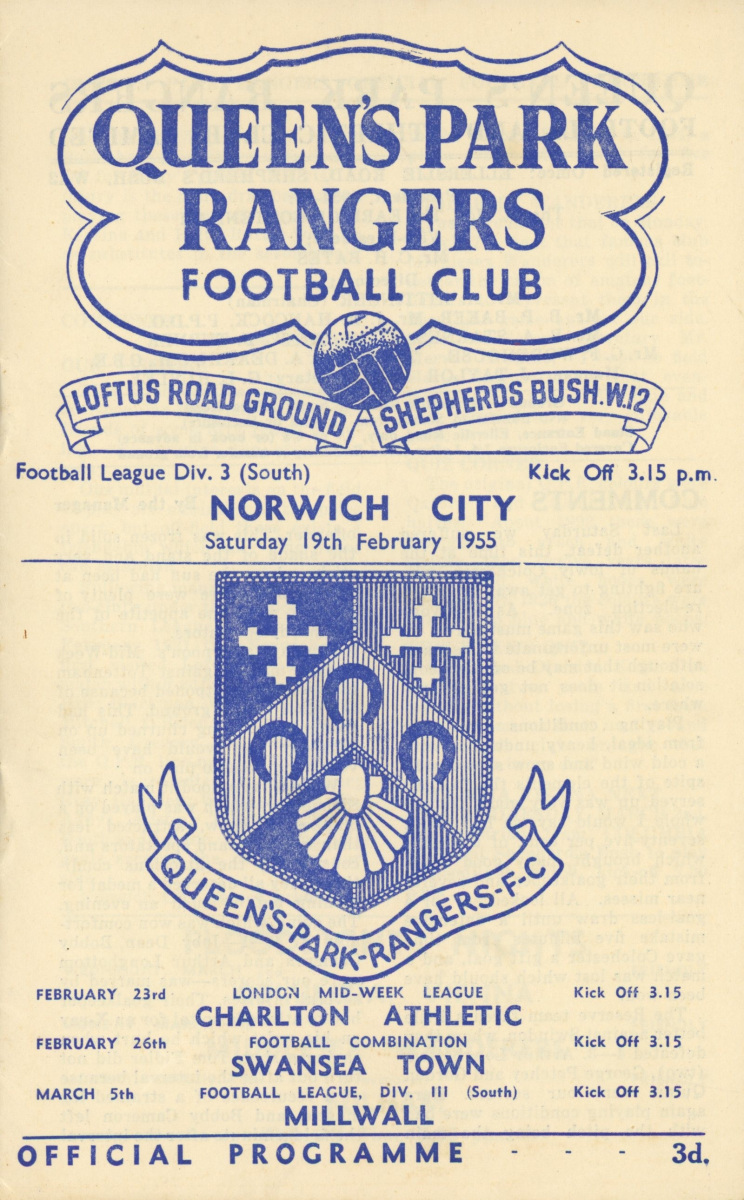 QUEEN'S PARK
RANGERS
FOOTBALL CLUB
LOFTUS ROAD GROUND SHEPHERDS BUSH. W.12
Football League Div. 3 (South) Kick Off 3.15 p.m.
NORWICH CITY
Saturday 19th February 1955
QUEEN'S-PARK-RANGERS-F-C
FEBRUARY 23rd LONDON MID-WEEK LEAGUE Kick Off 3.15
CHARLTON ATHLETIC
FEBRUARY 26th FOOTBALL COMBINATION Kick Off 3.15
SWANSEA TOWN
MARCH 5th FOOTBALL LEAGUE, DIV. III (South) Kick Off 3.15
MILLWALL
OFFICIAL PROGRAMME - - - 3d.